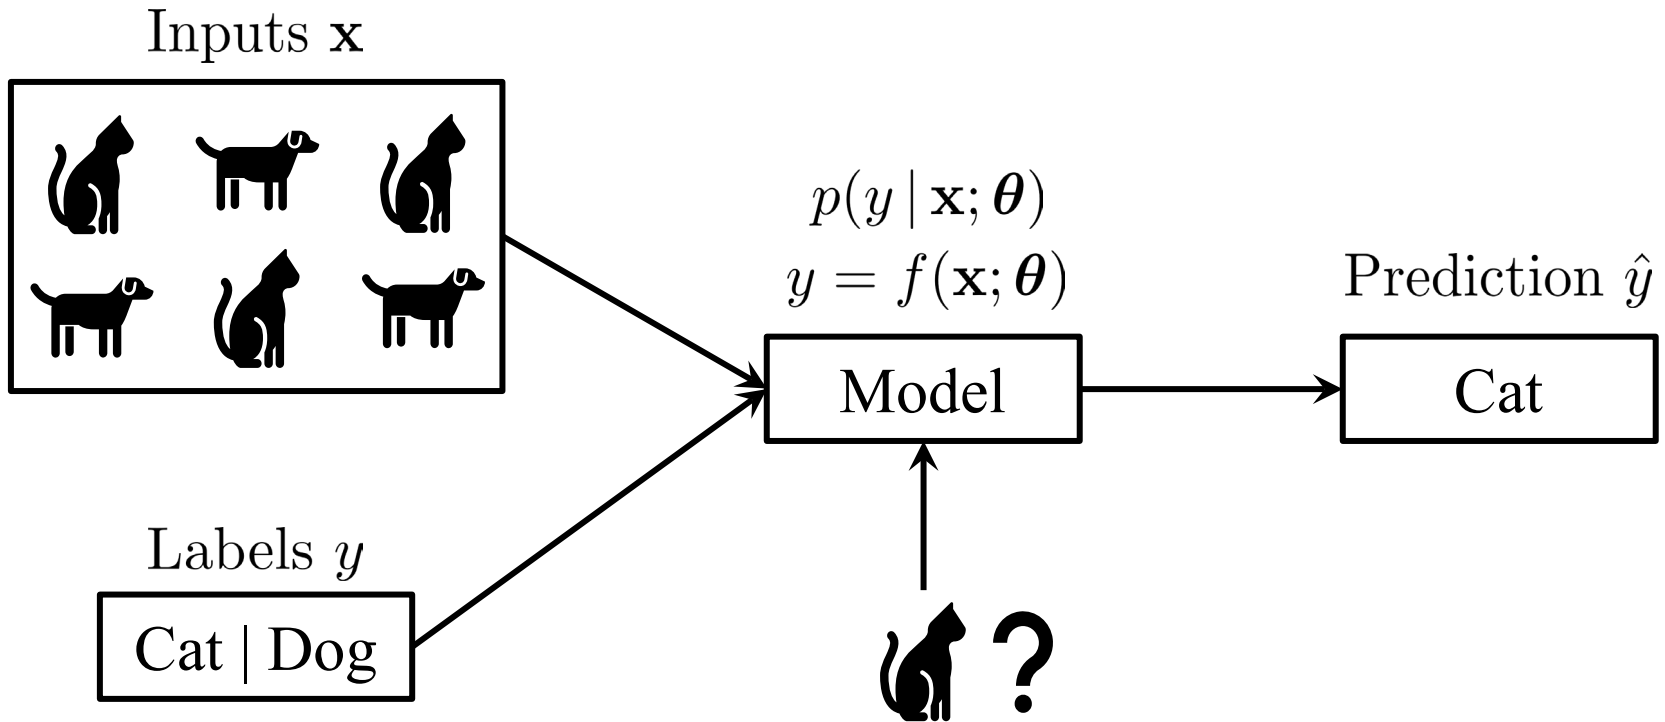 Inputs x
p(y | x; θ)
y = f(x; θ)
Prediction ŷ
Model
Cat
Labels y
Cat | Dog
?